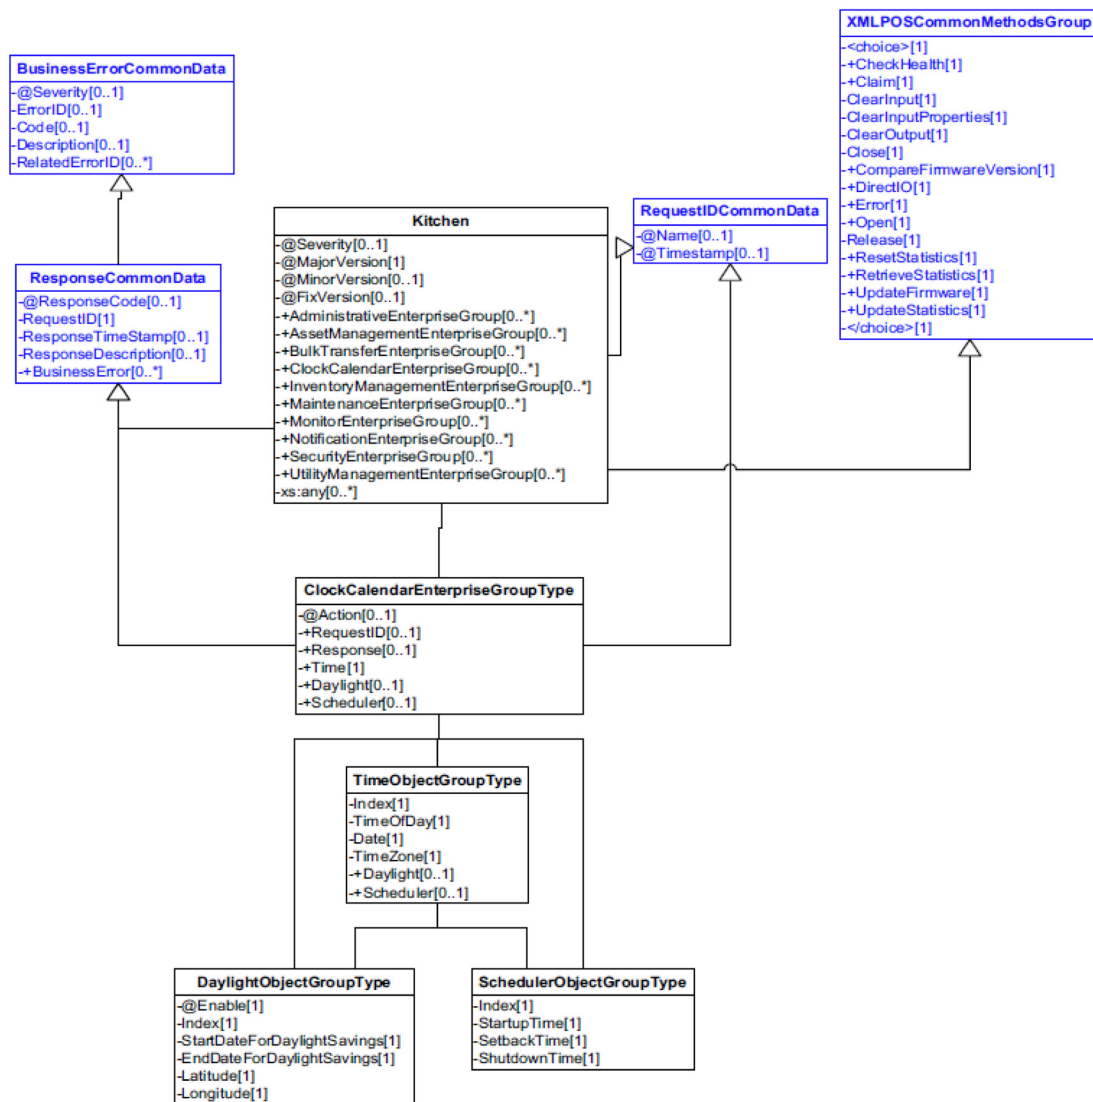 XMLPOSCommonMethodsGroup
-<choice>[1]
-+CheckHealth[1]
-+Claim[1]
-ClearInput[1]
-ClearInputProperties[1]
-ClearOutput[1]
-Close[1]
-+CompareFirmwareVersion[1]
-+DirectIO[1]
-+Error[1]
-+Open[1]
-Release[1]
-+ResetStatistics[1]
-+RetrieveStatistics[1]
-+UpdateFirmware[1]
-+UpdateStatistics[1]
-</choice>[1]
BusinessErrorCommonData
-@Severity[0..1]
-ErrorID[0..1]
-Code[0..1]
-Description[0..1]
-RelatedErrorID[0..*]
Kitchen
-@Severity[0..1]
-@MajorVersion[1]
-@MinorVersion[0..1]
-@FixVersion[0..1]
-+AdministrativeEnterpriseGroup[0..*]
-+AssetManagementEnterpriseGroup[0..*]
-+BulkTransferEnterpriseGroup[0..*]
-+ClockCalendarEnterpriseGroup[0..*]
-+InventoryManagementEnterpriseGroup[0..*]
-+MaintenanceEnterpriseGroup[0..*]
-+MonitorEnterpriseGroup[0..*]
-+NotificationEnterpriseGroup[0..*]
-+SecurityEnterpriseGroup[0..*]
-+UtilityManagementEnterpriseGroup[0..*]
-xs:any[0..*]
RequestIDCommonData
-@Name[0..1]
-@Timestamp[0..1]
ResponseCommonData
-@ResponseCode[0..1]
-RequestID[1]
-ResponseTimeStamp[0..1]
-ResponseDescription[0..1]
-+BusinessError[0..*]
ClockCalendarEnterpriseGroupType
-@Action[0..1]
-+RequestID[0..1]
-+Response[0..1]
-+Time[1]
-+Daylight[0..1]
-+Scheduler[0..1]
TimeObjectGroupType
-Index[1]
-TimeOfDay[1]
-Date[1]
-TimeZone[1]
-+Daylight[0..1]
-+Scheduler[0..1]
DaylightObjectGroupType
-@Enable[1]
-Index[1]
-StartDateForDaylightSavings[1]
-EndDateForDaylightSavings[1]
-Latitude[1]
-Longitude[1]
SchedulerObjectGroupType
-Index[1]
-StartupTime[1]
-SetbackTime[1]
-ShutdownTime[1]